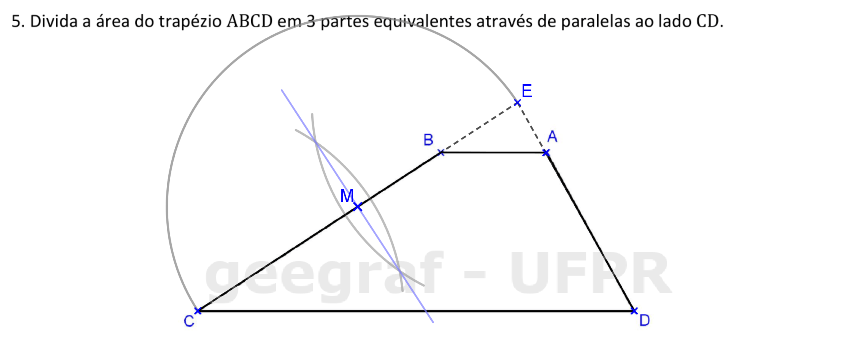 5. Divida a área do trapézio ABCD em 3 partes equivalentes através de paralelas ao lado CD.
E
B
A
M
geegraf - UFPR
C
D